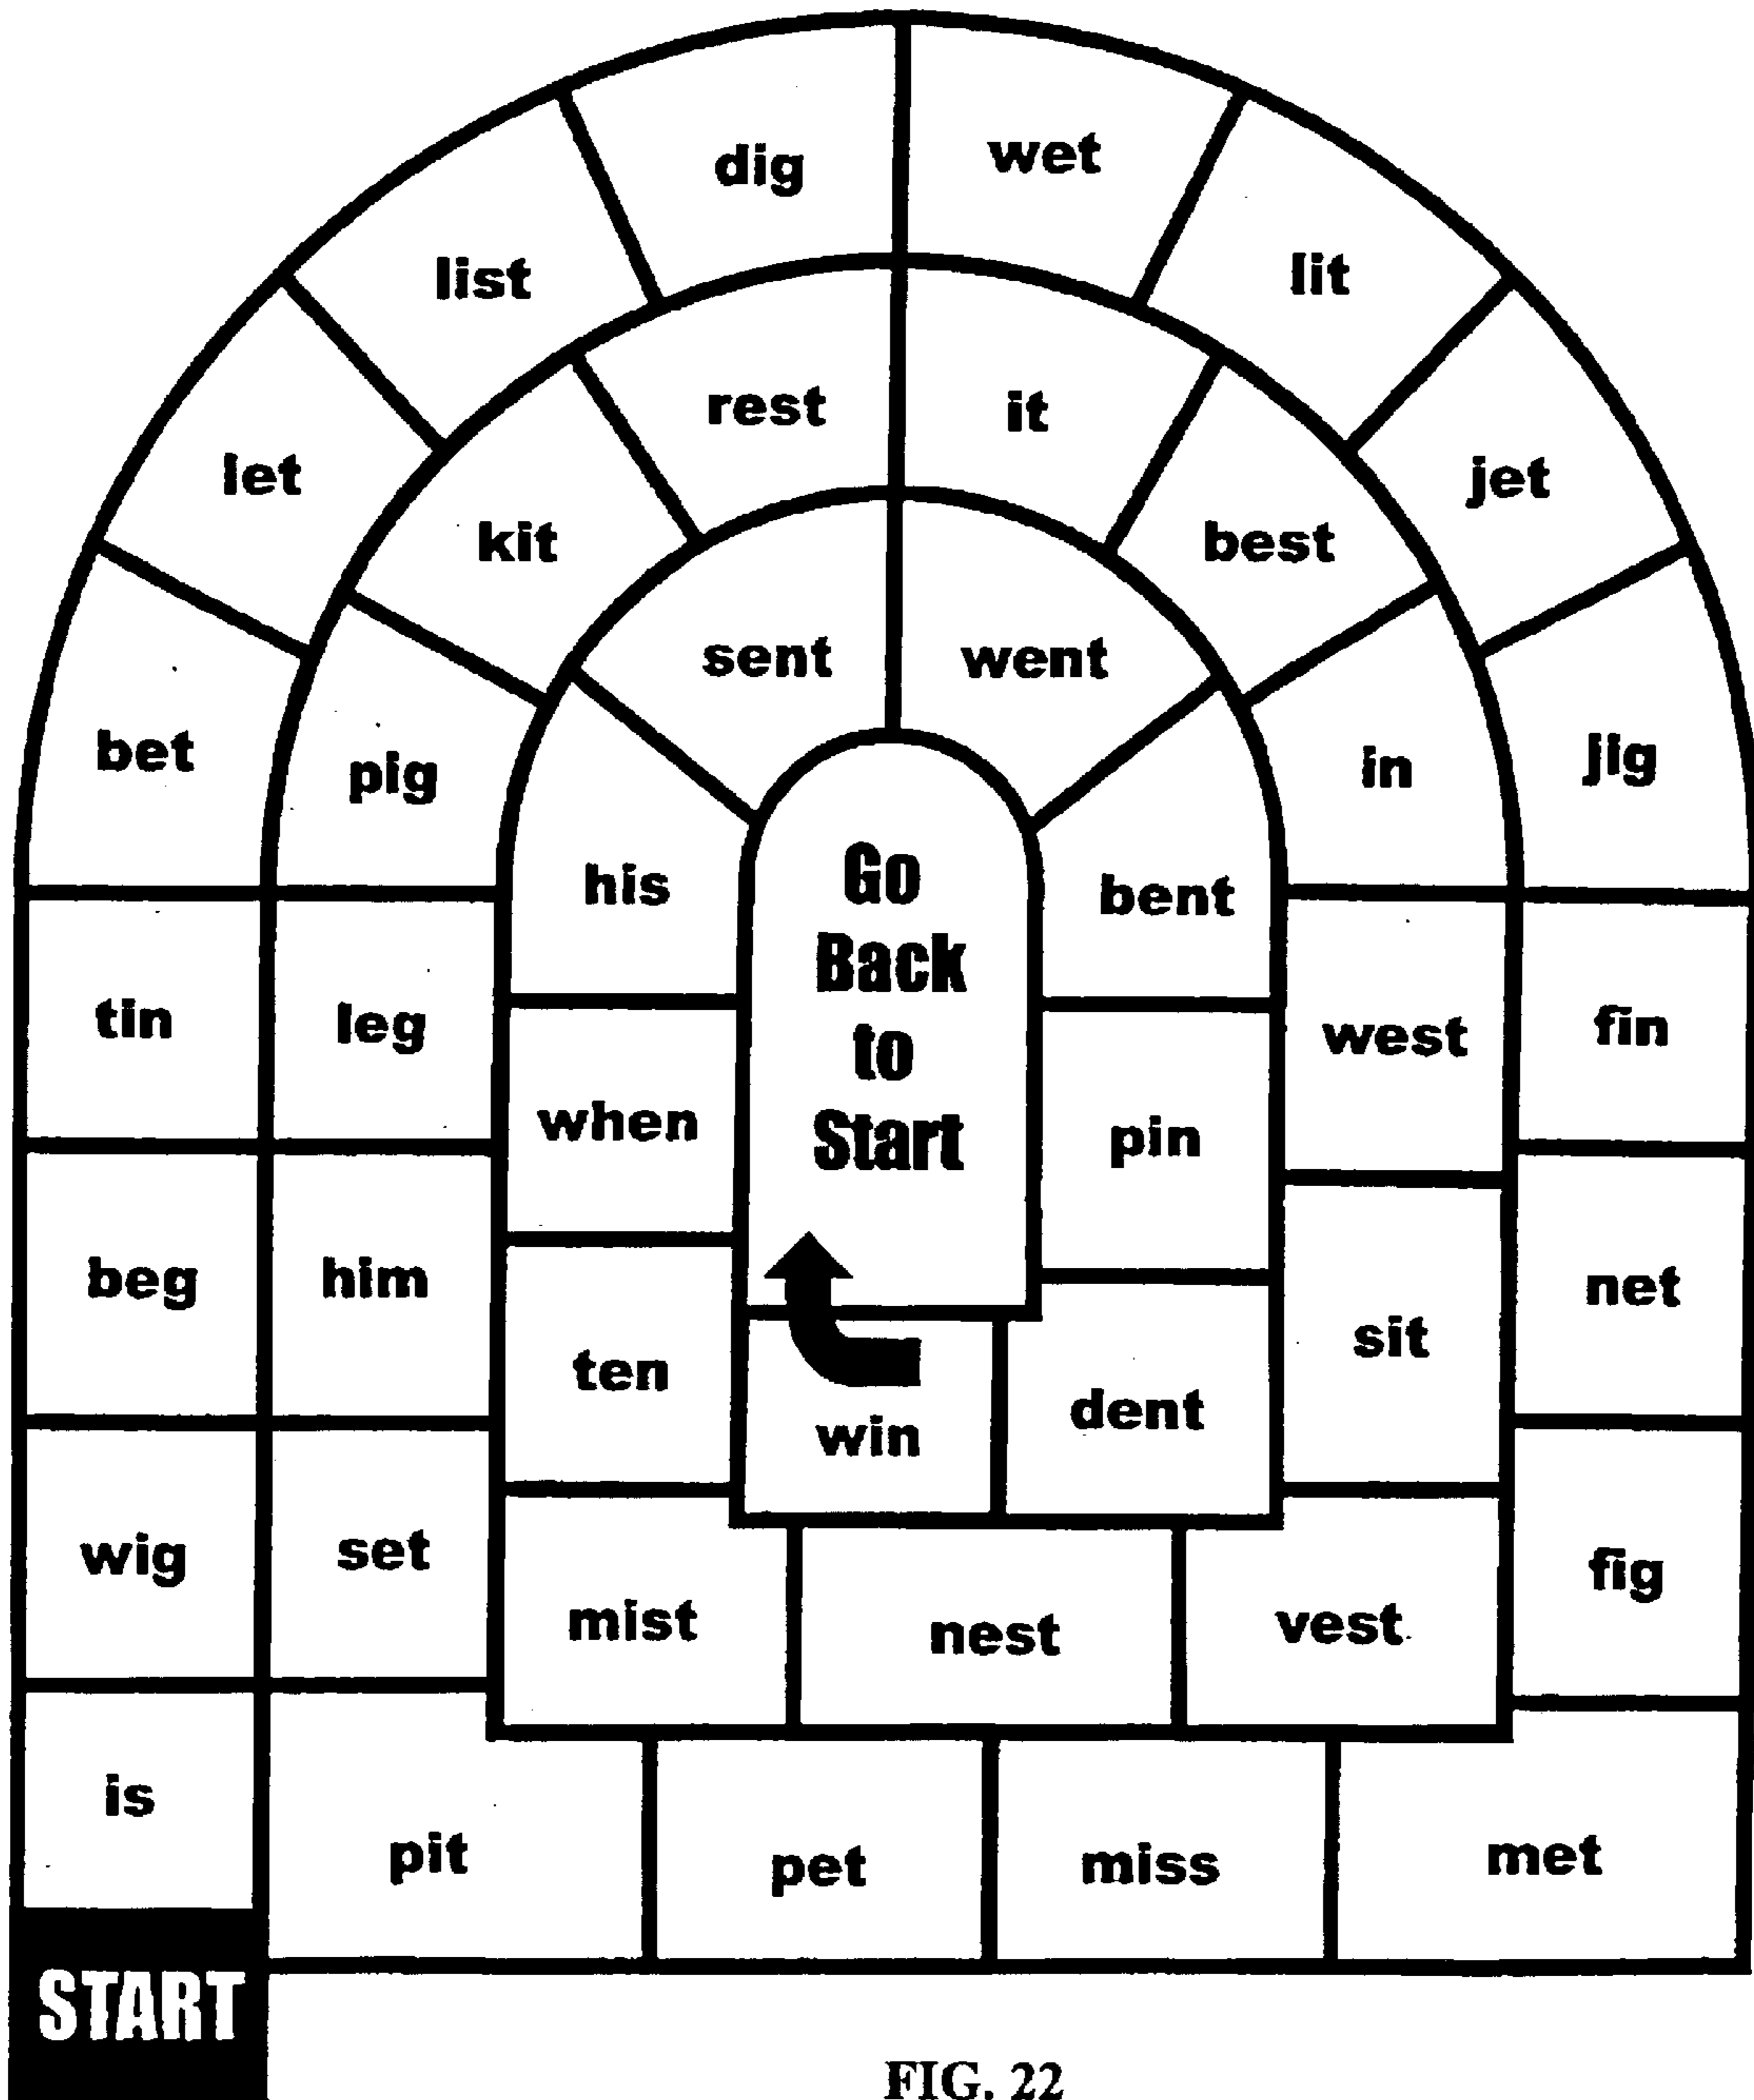 START
is
wig
beg
tin
bet
let
list
dig
wet
lit
jet
jig
fin
net
fig
met
miss
pet
pit
set
him
leg
pig
kit
rest
it
best
in
west
sit
vest
nest
mist
ten
when
his
sent
went
bent
pin
dent
win
Go
Back
to
Start
FIG. 22